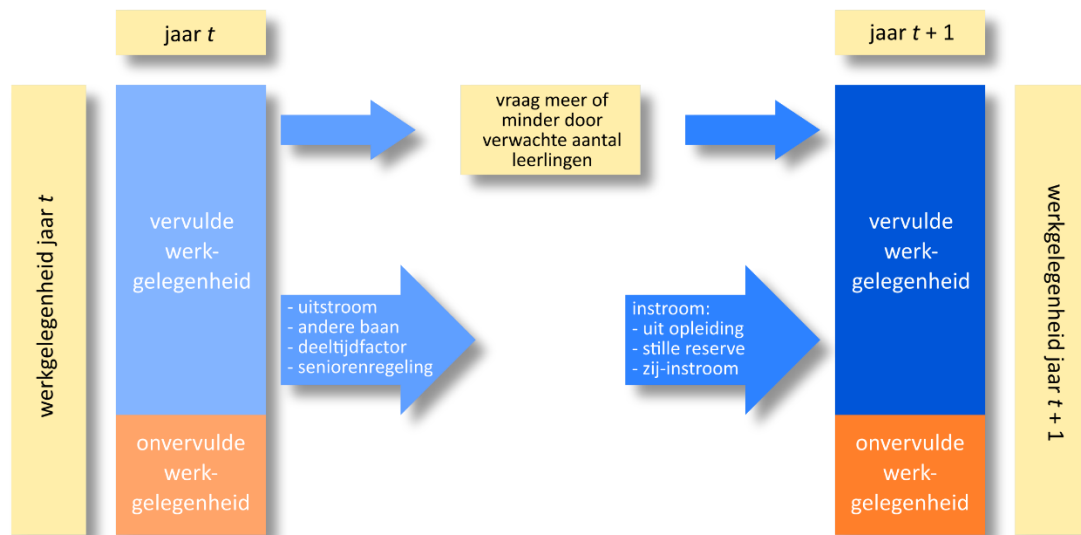 jaar t
jaar t + 1
werkgelegenheid jaar t
vervulde
werk-
gelegenheid
onvervulde
werk-
gelegenheid
vraag meer of
minder door
verwachte aantal
leerlingen
- uitstroom
- andere baan
- deeltijdfactor
- seniorenregeling
instroom:
- uit opleiding
- stille reserve
- zij-instroom
vervulde
werk-
gelegenheid
onvervulde
werk-
gelegenheid
werkgelegenheid jaar t + 1